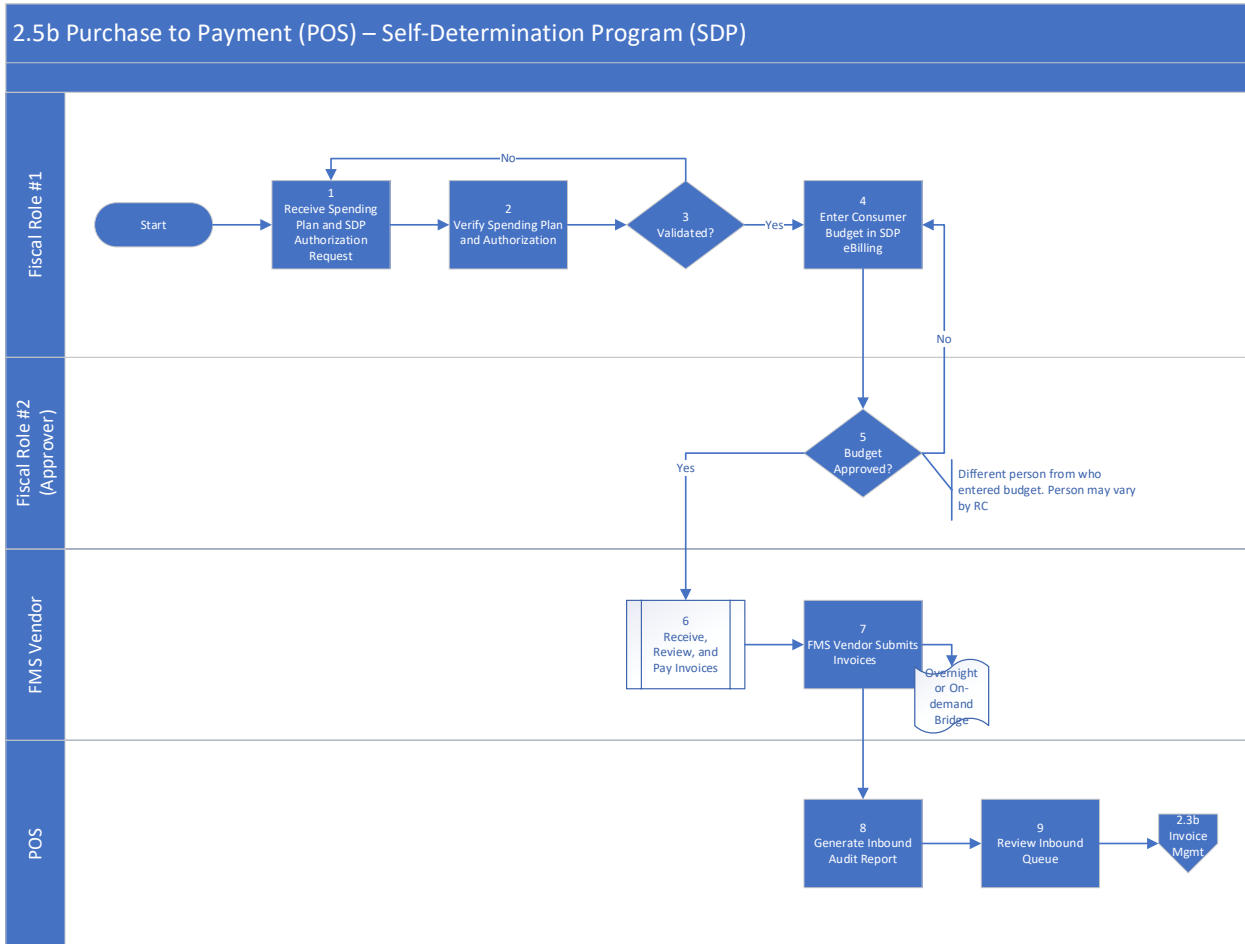 2.5b Purchase to Payment (POS) – Self-Determination Program (SDP)
Fiscal Role #1
Start
1
Receive Spending
Plan and SDP
Authorization
Request
2
Verify Spending Plan
and Authorization
3
Validated?
No
Yes
4
Enter Consumer
Budget in SDP
eBilling
No
Fiscal Role #2
(Approver)
5
Budget
Approved?
Yes
Different person from who
entered budget. Person may vary
by RC
FMS Vendor
6
Receive,
Review, and
Pay Invoices
7
FMS Vendor Submits
Invoices
Overnight
or On-
demand
Bridge
POS
8
Generate Inbound
Audit Report
9
Review Inbound
Queue
2.3b
Invoice
Mgmt